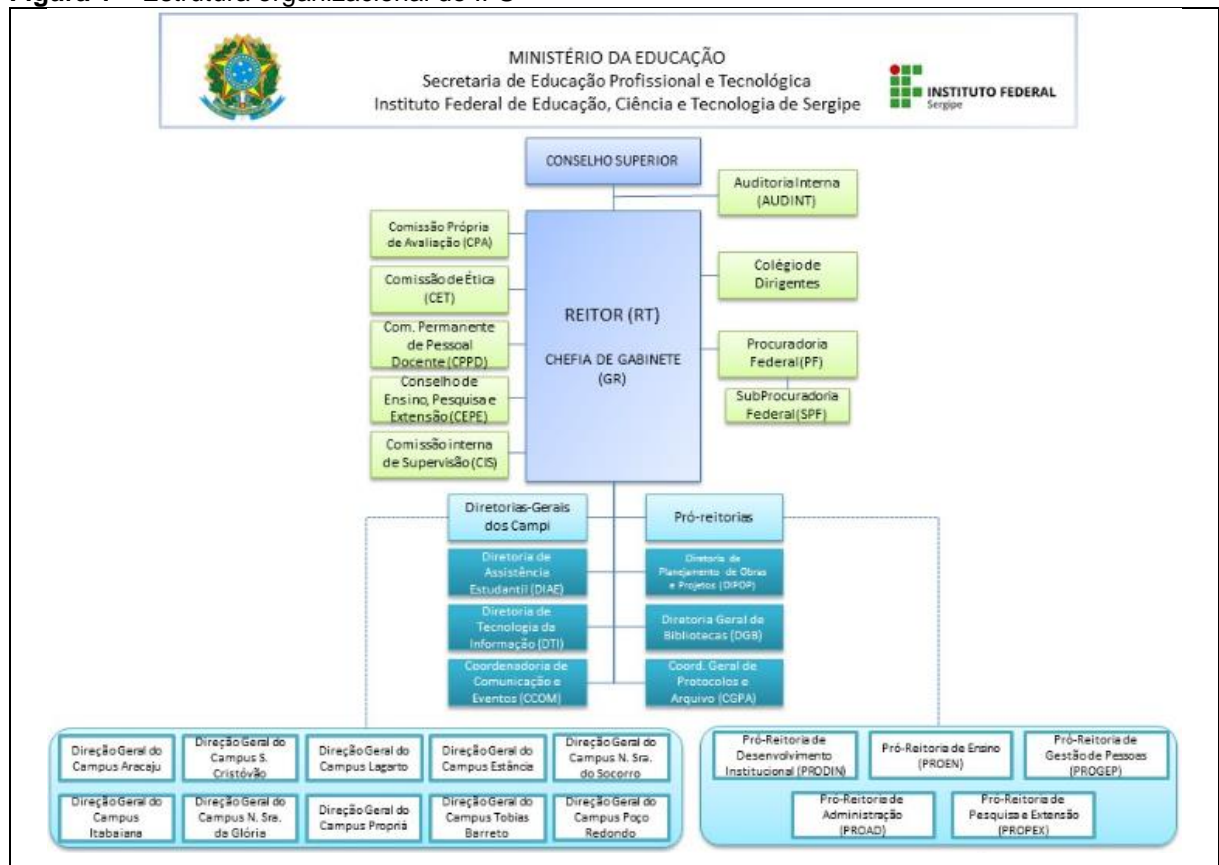 MINISTÉRIO DA EDUCAÇÃO
Secretaria de Educação Profissional e Tecnológica
Instituto Federal de Educação, Ciência e Tecnologia de Sergipe
INSTITUTO FEDERAL
Sergipe
CONSELHO SUPERIOR
Auditoria Interna
(AUDINT)
Comissão Própria
de Avaliação (CPA)
Comissão de Ética
(CET)
Com. Permanente
de Pessoal
Docente (CPPD)
Conselho de
Ensino, Pesquisa e
Extensão (CEPE)
Comissão interna
de Supervisão (CIS)
REITOR (RT)
CHEFIA DE GABINETE
(GR)
Colégio de
Dirigentes
Procuradoria
Federal (PF)
SubProcuradoria
Federal (SPF)
Diretorias-Gerais
dos Campi
Pró-reitorias
Diretoria de
Assistência
Estudantil (DIAE)
Diretoria de
Planejamento de Obras
e Projetos (DIPOP)
Diretoria de
Tecnologia da
Informação (DTI)
Diretoria Geral de
Bibliotecas (DGB)
Coordenadoria de
Comunicação e
Eventos (CCOM)
Coord. Geral de
Protocolos e
Arquivo (CGPA)
Direção Geral do
Campus Aracaju
Direção Geral do
Campus S.
Cristóvão
Direção Geral do
Campus Lagarto
Direção Geral do
Campus Estância
Direção Geral do
Campus N. Sra.
do Socorro
Direção Geral do
Campus
Itabaiana
Direção Geral do
Campus N. Sra.
da Glória
Direção Geral do
Campus Propriá
Direção Geral do
Campus Tobias
Barreto
Direção Geral do
Campus Poço
Redondo
Pró-Reitoria de
Desenvolvimento
Institucional (PRODIN)
Pró-Reitoria de Ensino
(PROEN)
Pró-Reitoria de
Gestão de Pessoas
(PROGEP)
Pró-Reitoria de
Administração
(PROAD)
Pró-Reitoria de
Pesquisa e Extensão
(PROPEX)